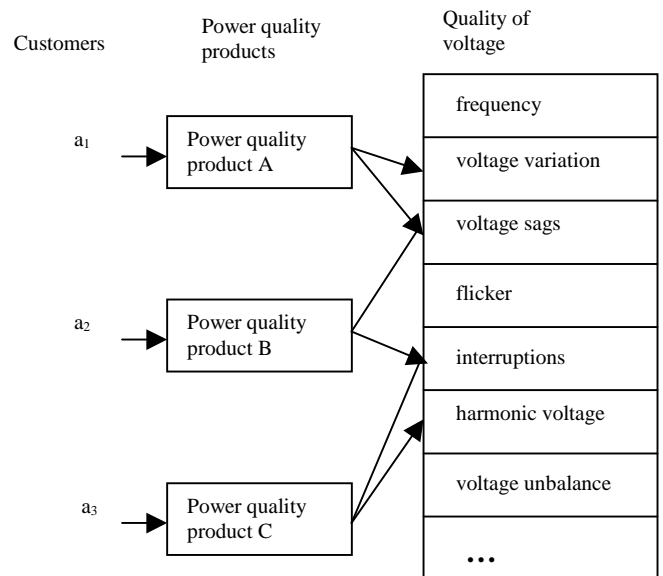 Customers
Power quality
products
Quality of
voltage
a₁
Power quality
product A
a₂
Power quality
product B
a₃
Power quality
product C
frequency
voltage variation
voltage sags
flicker
interruptions
harmonic voltage
voltage unbalance
...